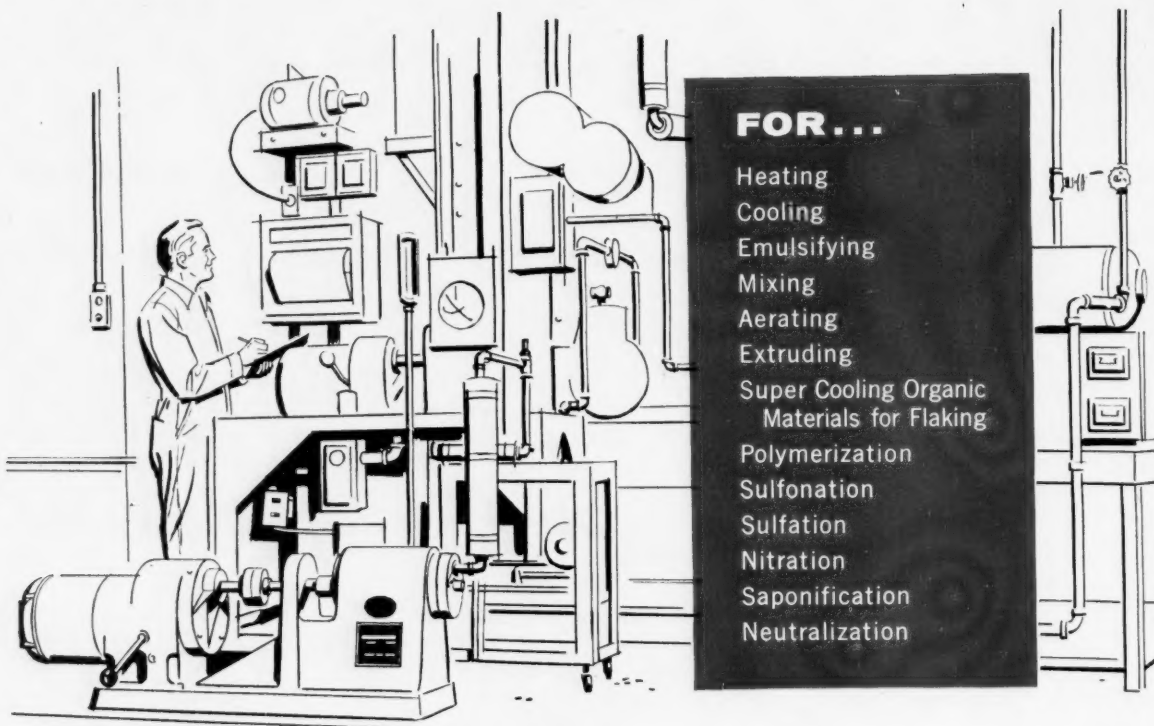 FOR...
Heating
Cooling
Emulsifying
Mixing
Aerating
Extruding
Super Cooling Organic
Materials for Flaking
Polymerization
Sulfonation
Sulfation
Nitration
Saponification
Neutralization